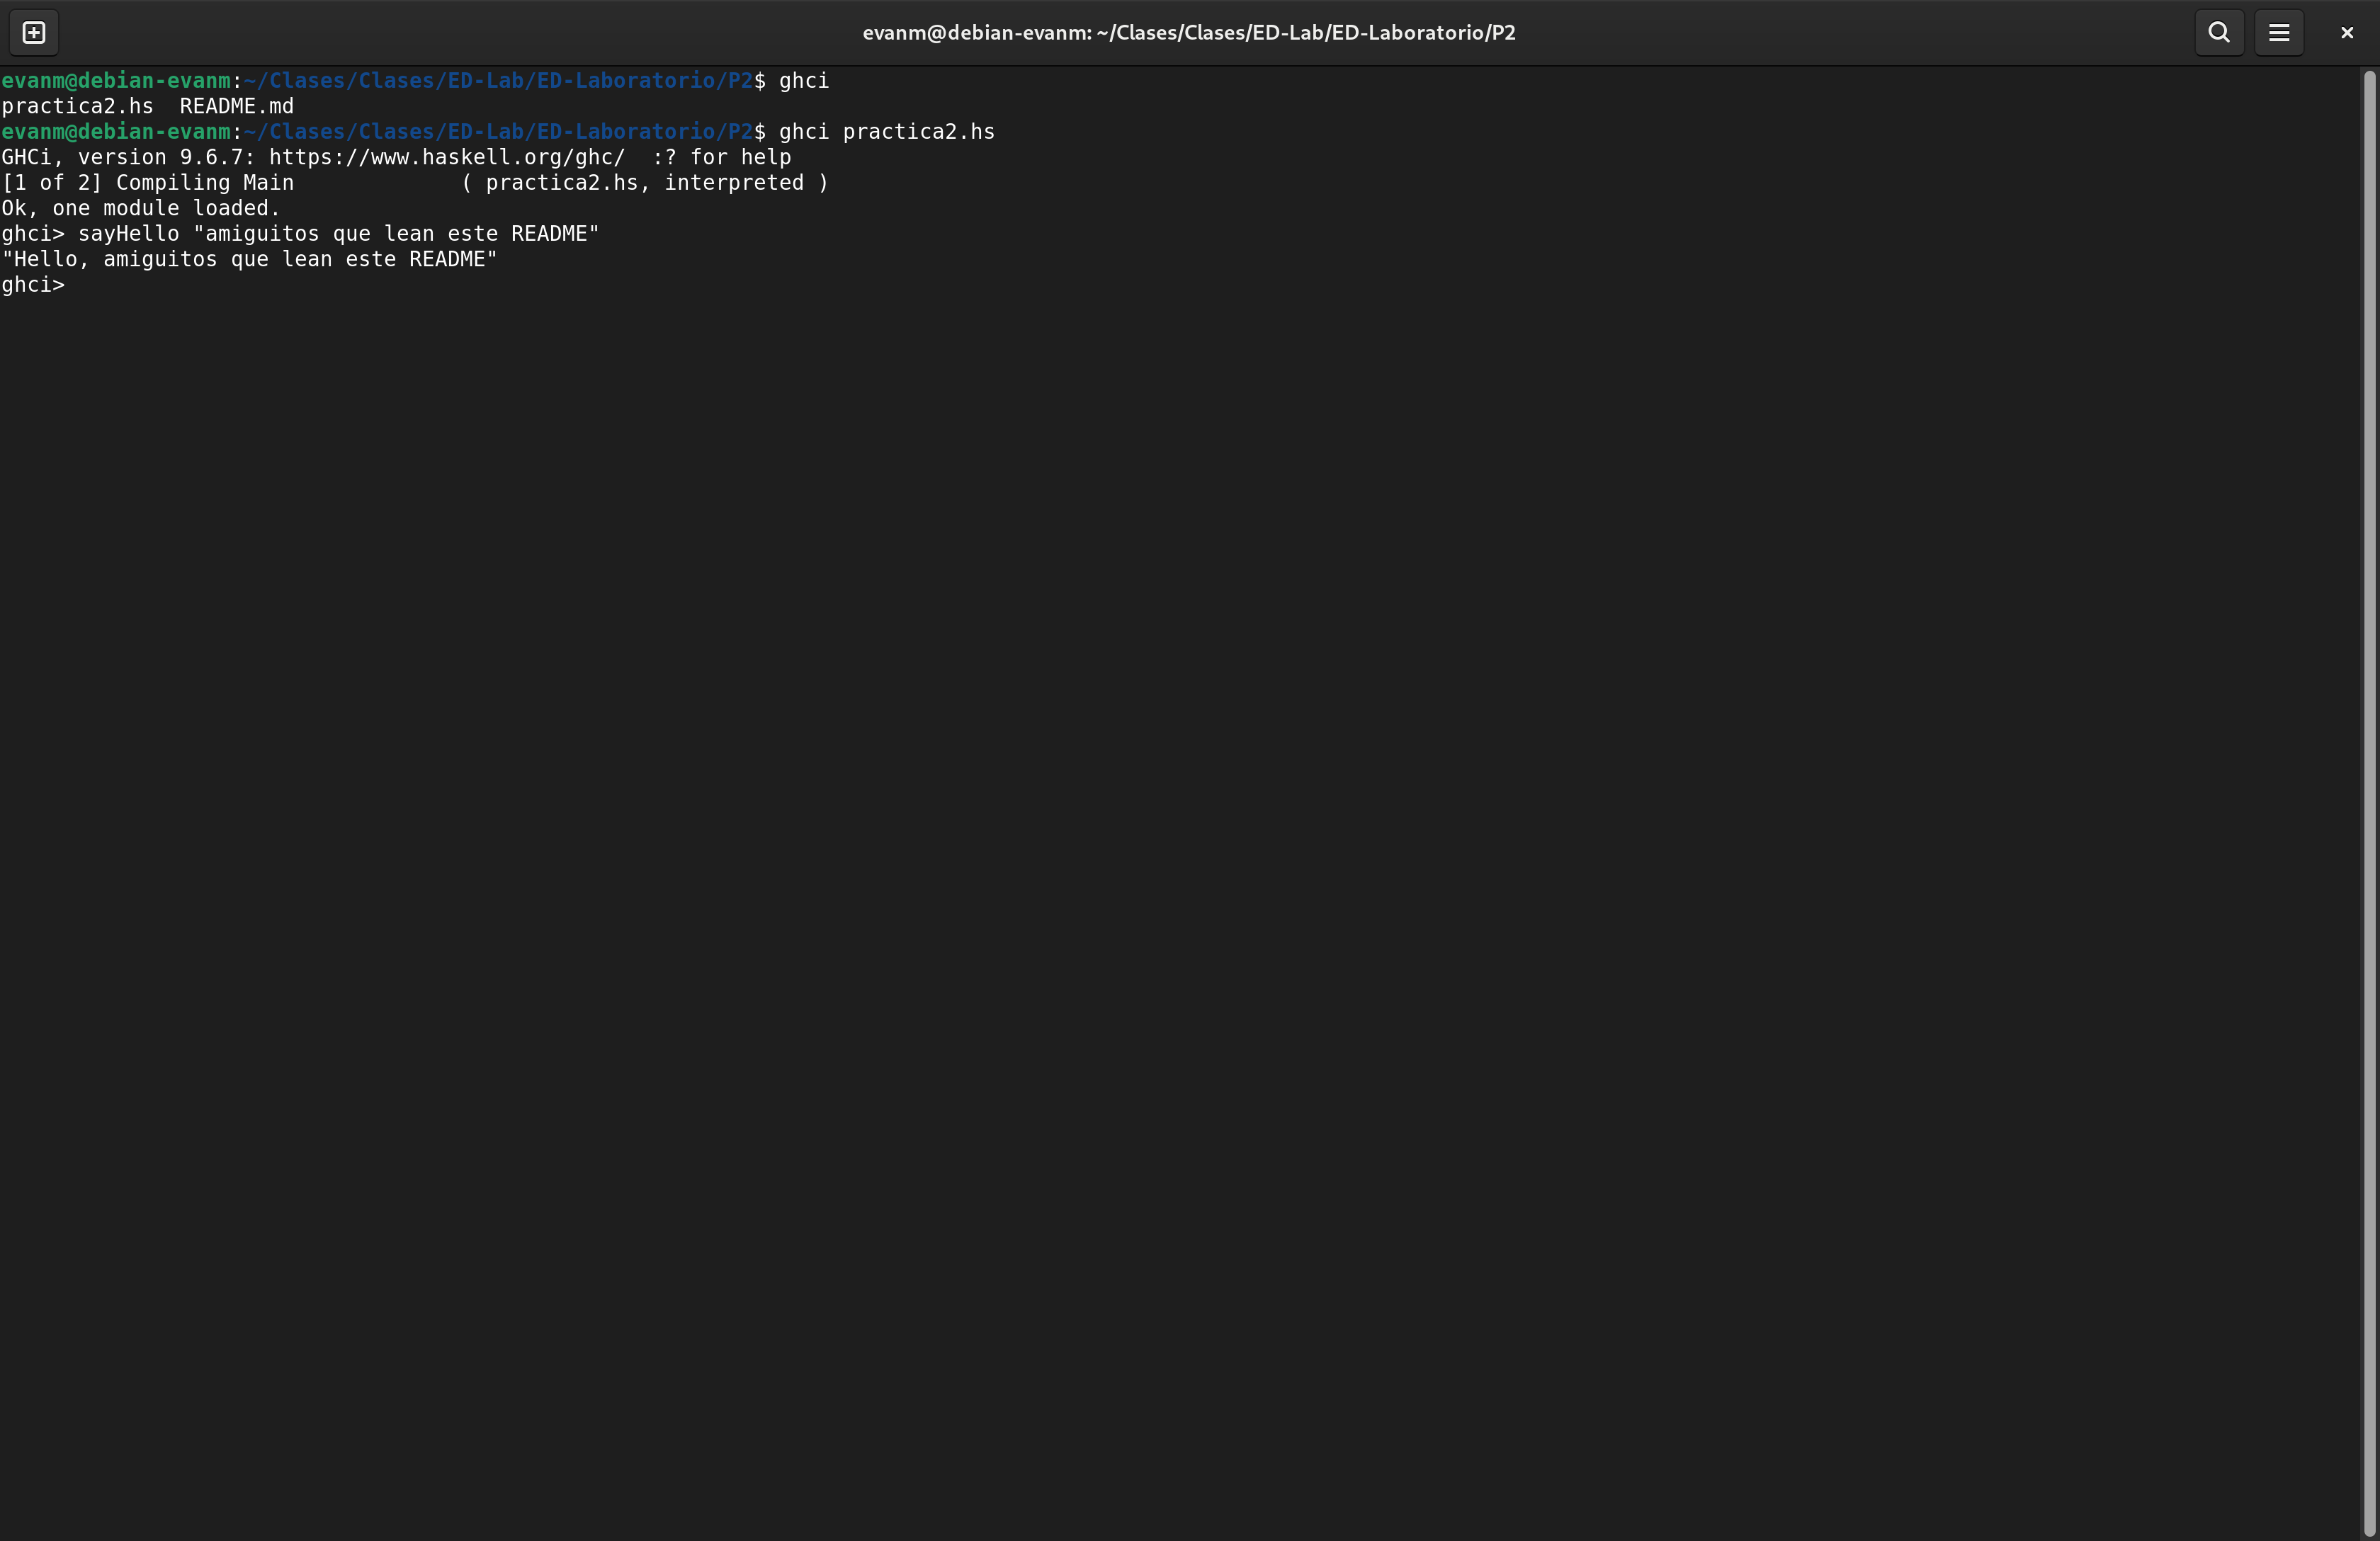 evanm@debian-evanm: ~/Clases/Clases/ED-Lab/ED-Laboratorio/P2
evanm@debian-evanm:~/Clases/Clases/ED-Lab/ED-Laboratorio/P2$ ghci
practica2.hs  README.md
evanm@debian-evanm:~/Clases/Clases/ED-Lab/ED-Laboratorio/P2$ ghci practica2.hs
GHCi, version 9.6.7: https://www.haskell.org/ghc/  :? for help
[1 of 2] Compiling Main             ( practica2.hs, interpreted )
Ok, one module loaded.
ghci> sayHello "amiguitos que lean este README"
"Hello, amiguitos que lean este README"
ghci>